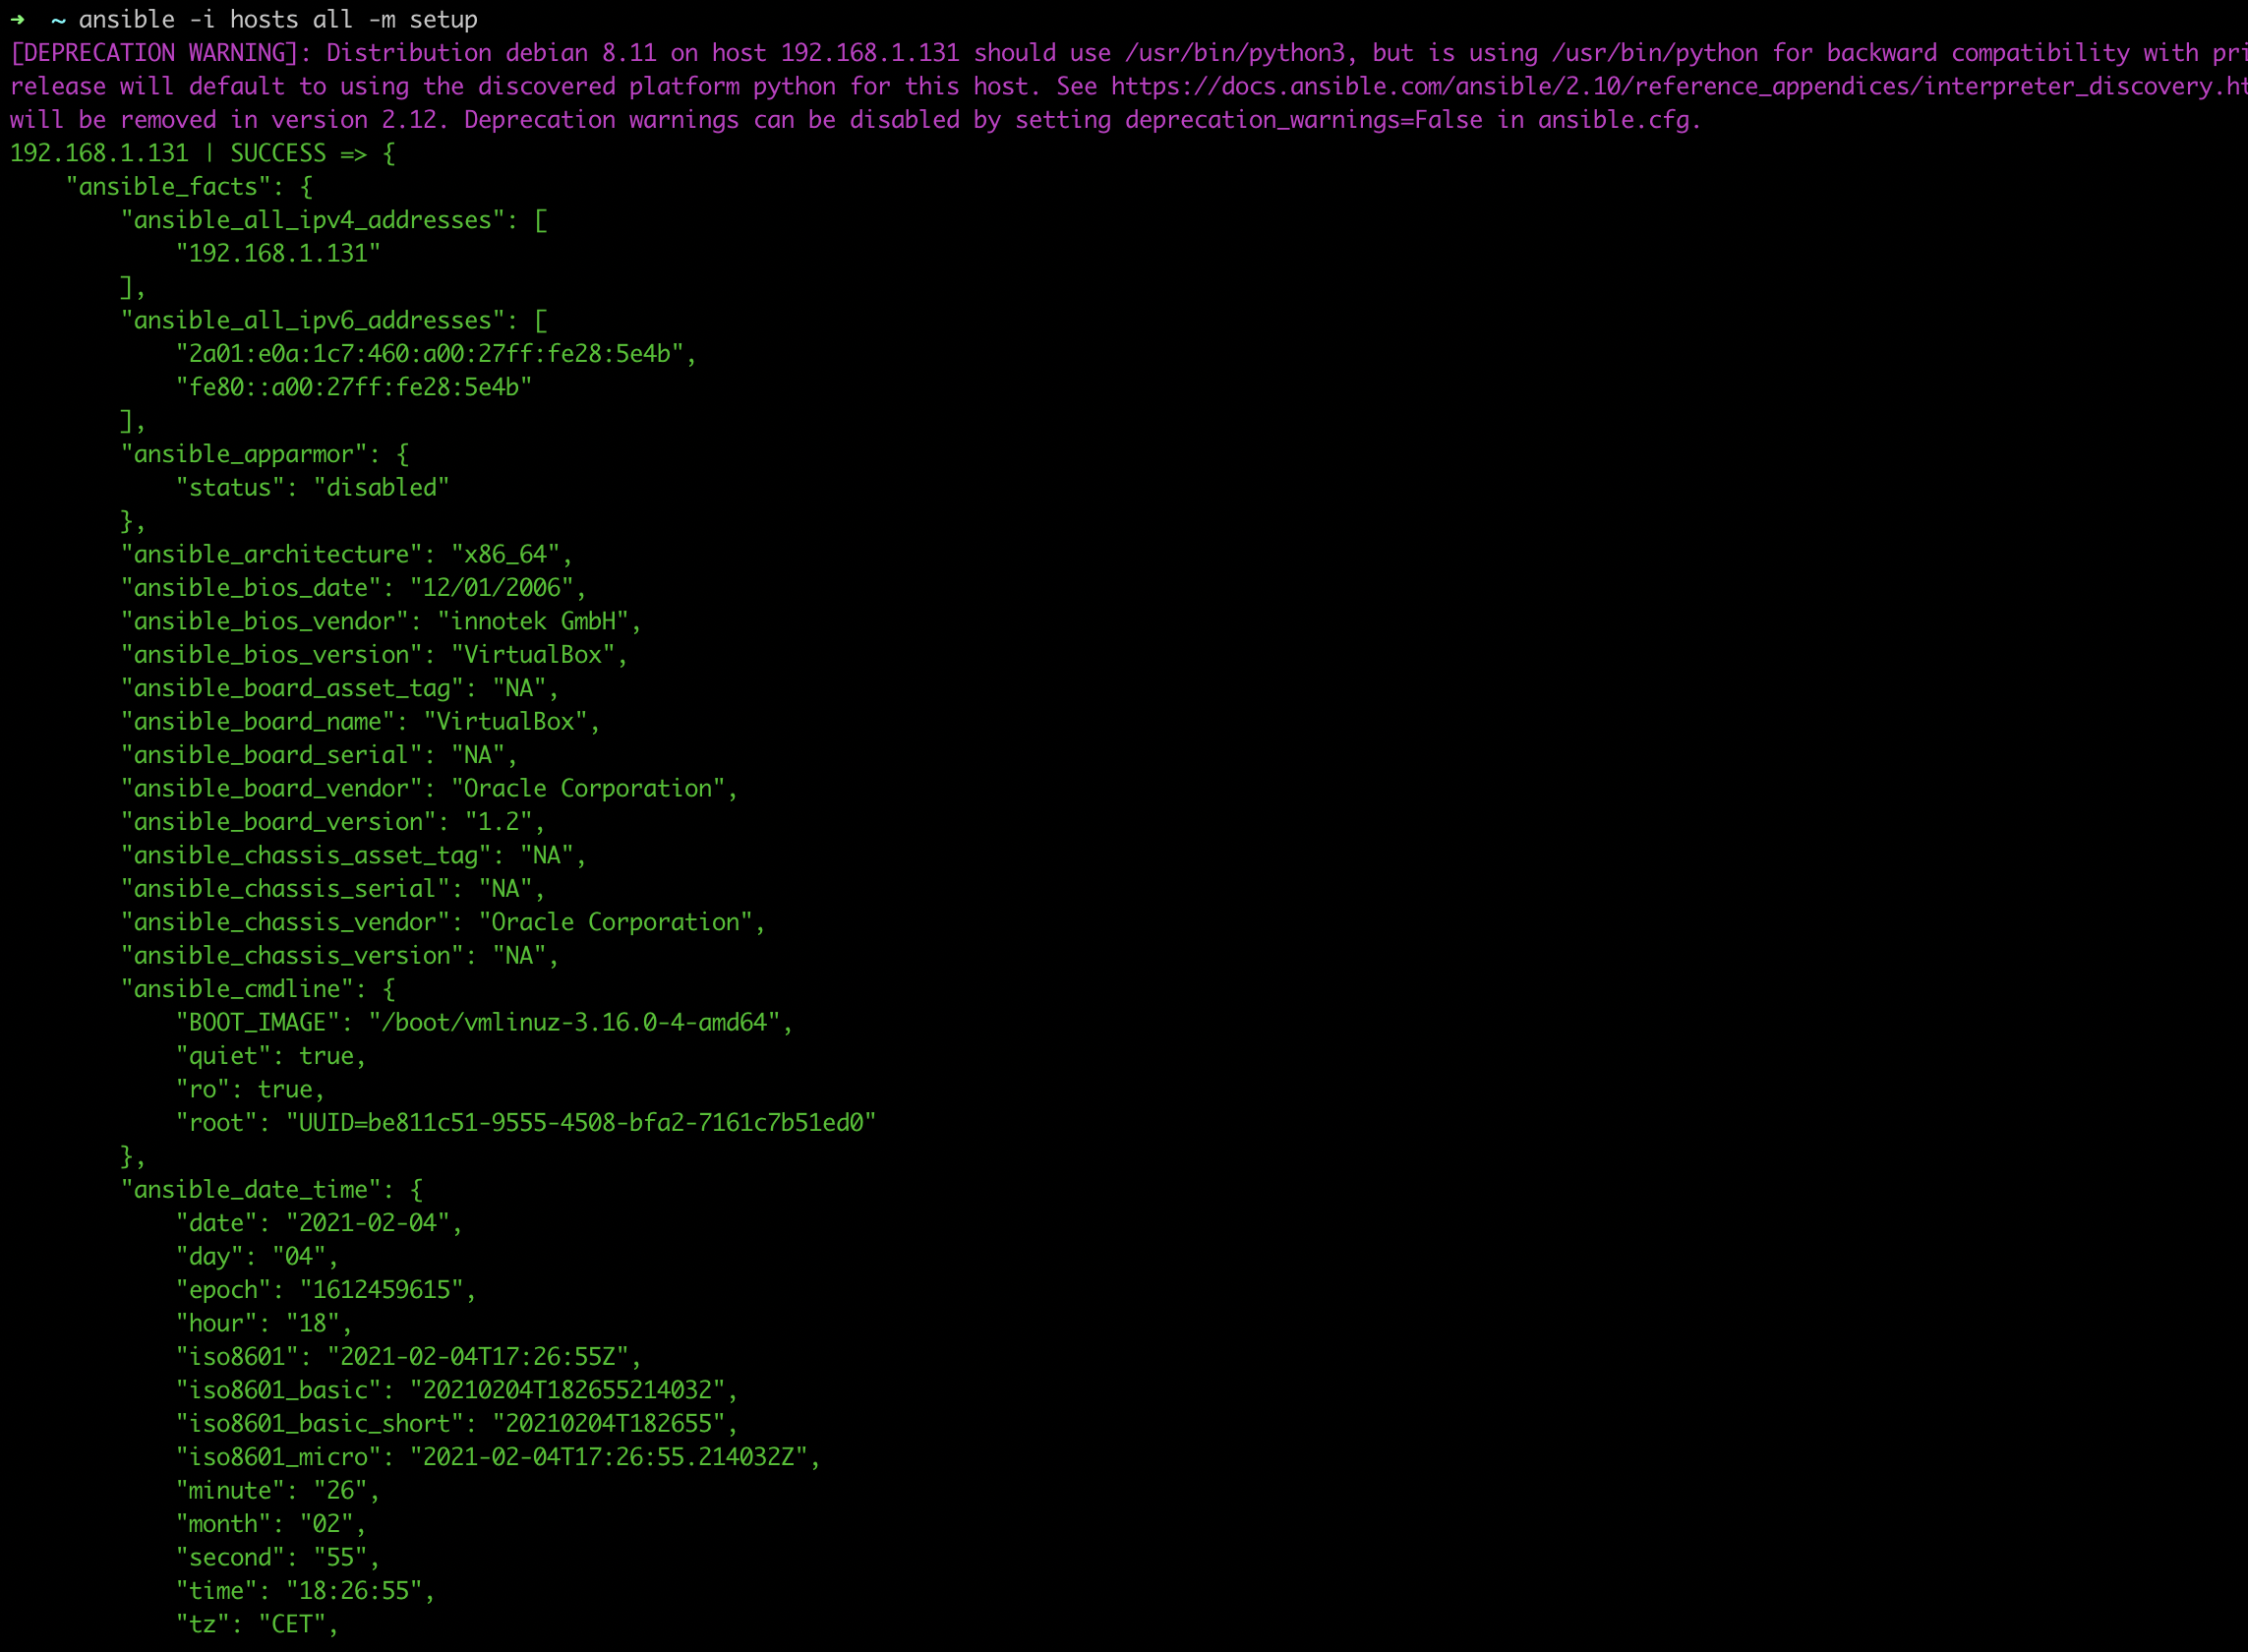 ➜  ~ ansible -i hosts all -m setup
[DEPRECATION WARNING]: Distribution debian 8.11 on host 192.168.1.131 should use /usr/bin/python3, but is using /usr/bin/python for backward compatibility with
release will default to using the discovered platform python for this host. See https://docs.ansible.com/ansible/2.10/reference_appendices/interpreter_discovery.ht
will be removed in version 2.12. Deprecation warnings can be disabled by setting deprecation_warnings=False in ansible.cfg.
192.168.1.131 | SUCCESS => {
    "ansible_facts": {
        "ansible_all_ipv4_addresses": [
            "192.168.1.131"
        ],
        "ansible_all_ipv6_addresses": [
            "2a01:e0a:1c7:460:a00:27ff:fe28:5e4b",
            "fe80::a00:27ff:fe28:5e4b"
        ],
        "ansible_apparmor": {
            "status": "disabled"
        },
        "ansible_architecture": "x86_64",
        "ansible_bios_date": "12/01/2006",
        "ansible_bios_vendor": "innotek GmbH",
        "ansible_bios_version": "VirtualBox",
        "ansible_board_asset_tag": "NA",
        "ansible_board_name": "VirtualBox",
        "ansible_board_serial": "NA",
        "ansible_board_vendor": "Oracle Corporation",
        "ansible_board_version": "1.2",
        "ansible_chassis_asset_tag": "NA",
        "ansible_chassis_serial": "NA",
        "ansible_chassis_vendor": "Oracle Corporation",
        "ansible_chassis_version": "NA",
        "ansible_cmdline": {
            "BOOT_IMAGE": "/boot/vmlinuz-3.16.0-4-amd64",
            "quiet": true,
            "ro": true,
            "root": "UUID=be811c51-9555-4508-bfa2-7161c7b51ed0"
        },
        "ansible_date_time": {
            "date": "2021-02-04",
            "day": "04",
            "epoch": "1612459615",
            "hour": "18",
            "iso8601": "2021-02-04T17:26:55Z",
            "iso8601_basic": "20210204T182655214032",
            "iso8601_basic_short": "20210204T182655",
            "iso8601_micro": "2021-02-04T17:26:55.214032Z",
            "minute": "26",
            "month": "02",
            "second": "55",
            "time": "18:26:55",
            "tz": "CET",